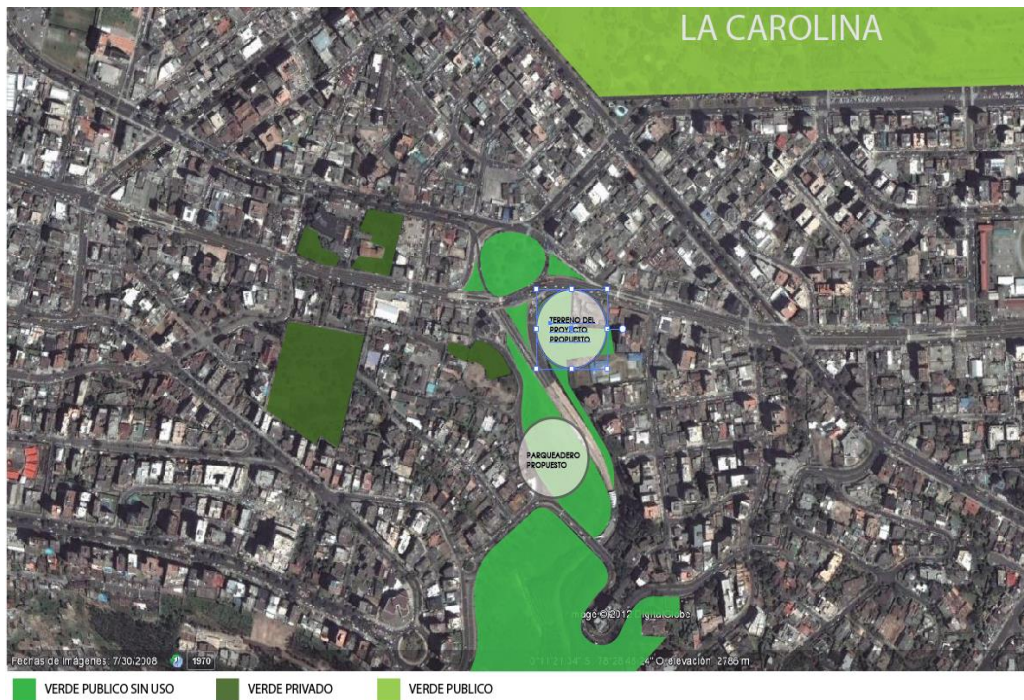 LA CAROLINA
TERRENO DEL
PROYECTO
PROPUESTO
PARQUEADERO
PROPUESTO
Image © 2012 DigitalGlobe
Fechas de imágenes: 7/30/2008
1970
O elevación 2786 m
VERDE PUBLICO SIN USO
VERDE PRIVADO
VERDE PUBLICO